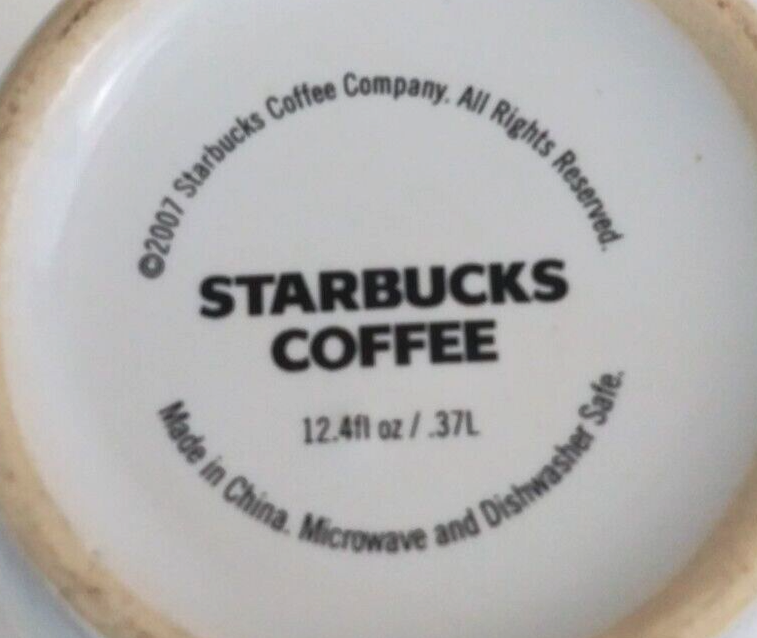 ©2007 Starbucks Coffee Company. All Rights Reserved.
STARBUCKS
COFFEE
12.4fl oz / .37L
Made in China. Microwave and Dishwasher Safe.